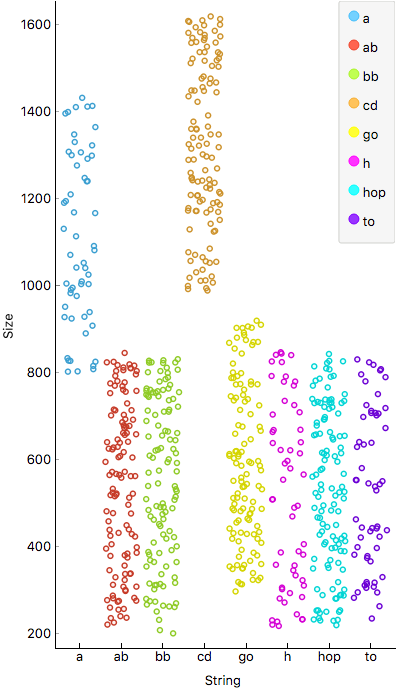 1600
1400
1200
1000
800
600
400
200
Size
a ab bb cd go h hop to
String
a
ab
bb
cd
go
h
hop
to